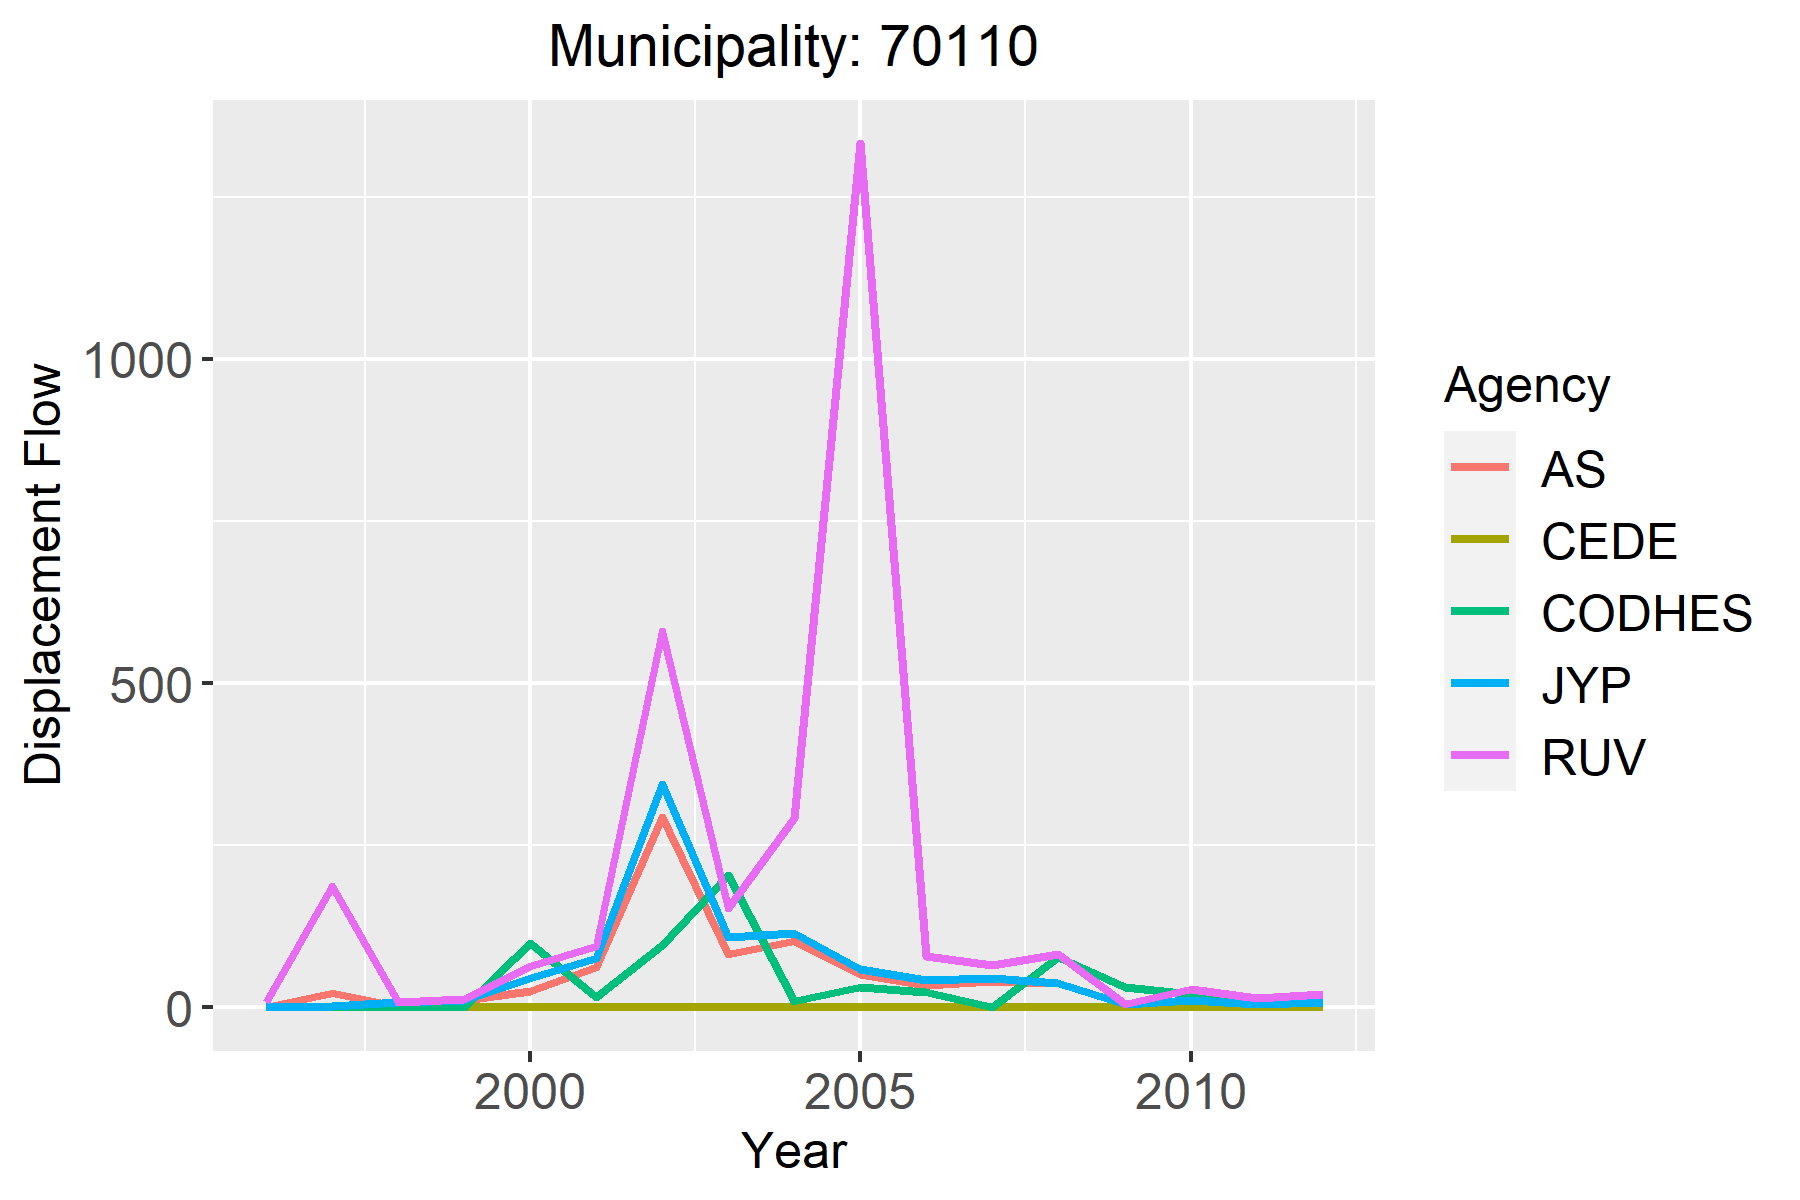 Municipality: 70110
Displacement Flow
1000
500
0
2000 2005 2010
Year
Agency
AS
CEDE
CODHES
JYP
RUV